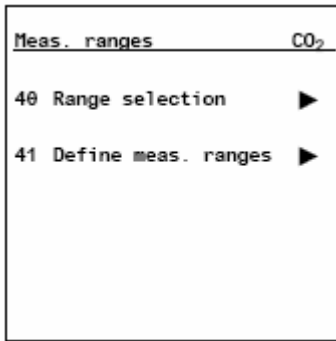 Meas. ranges CO₂
40 Range selection ▶
41 Define meas. ranges ▶